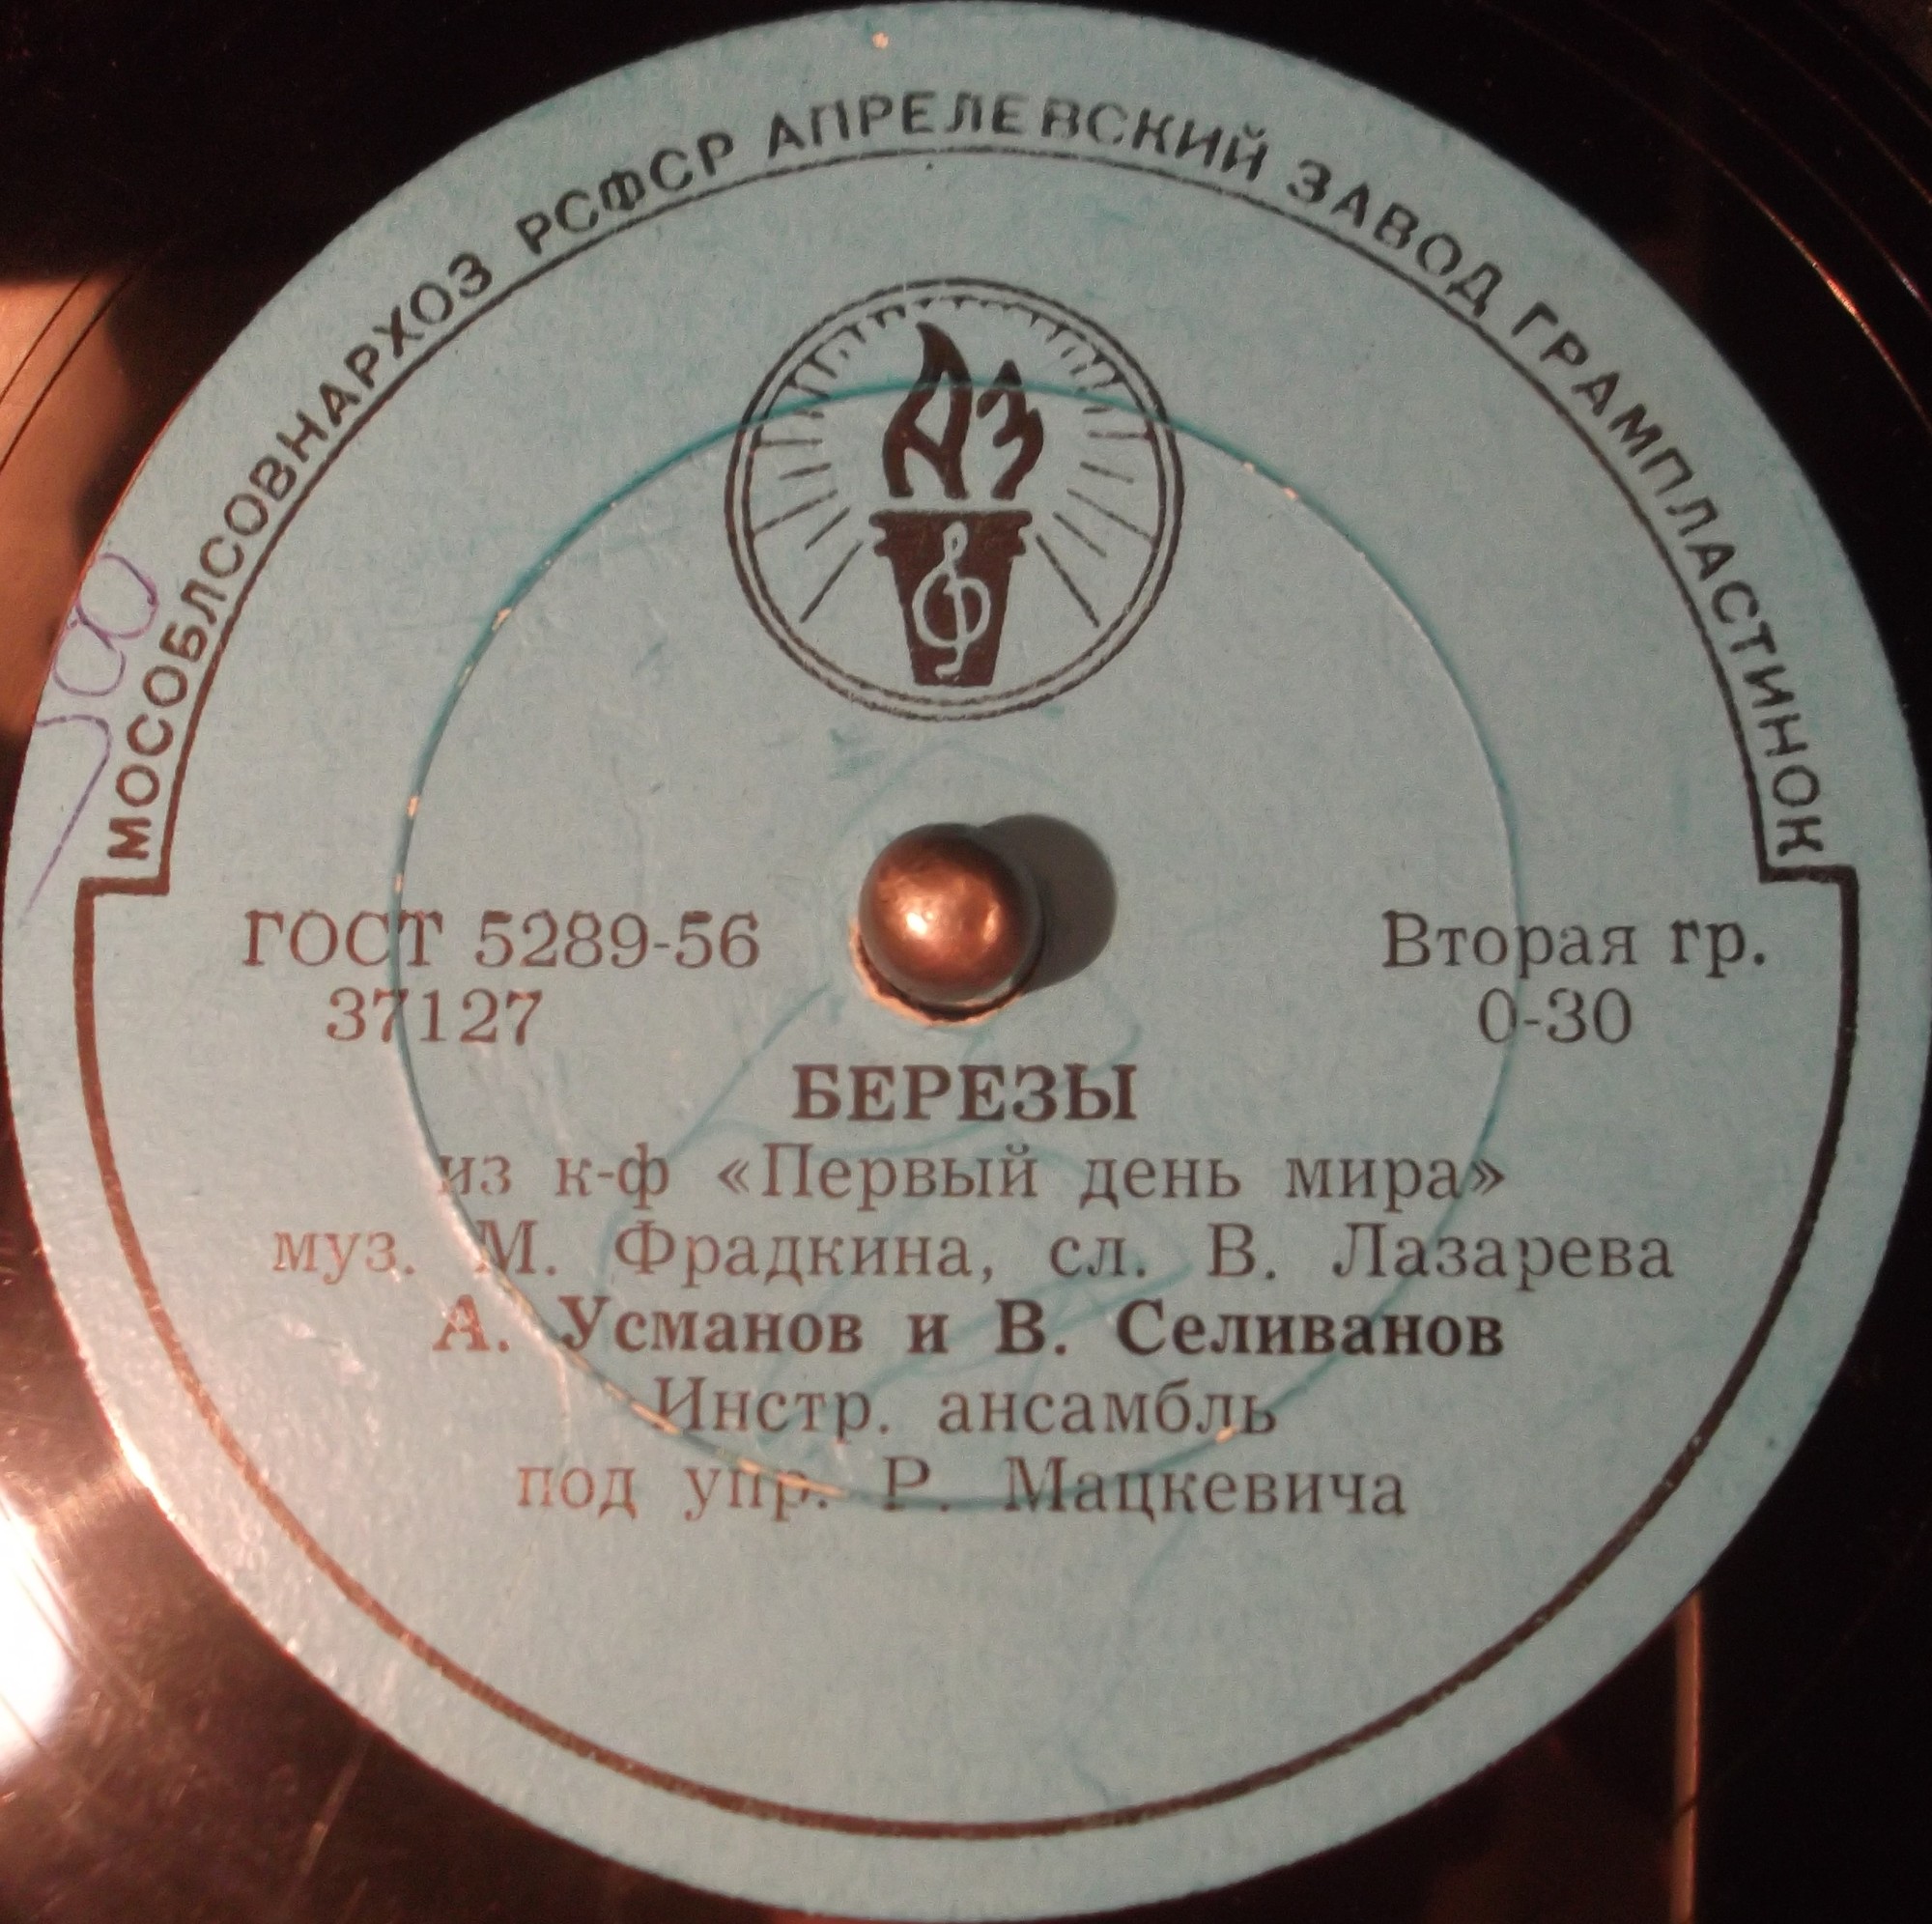 МОСОБЛСОВНАРХОЗ РСФСР АПРЕЛЕВСКИЙ ЗАВОД ГРАМПЛАСТИНОК
АЗ
ГОСТ 5289-56
37127
Вторая гр.
0-30
БЕРЕЗЫ
из к-ф «Первый день мира»
муз. М. Фрадкина, сл. В. Лазарева
А. Усманов и В. Селиванов
Инстр. ансамбль
под упр. Р. Мацкевича